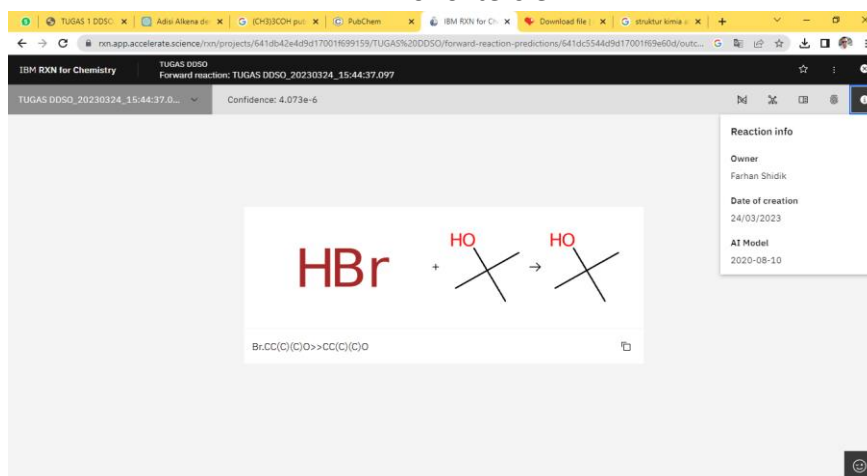 TUGAS 1 DDSO
Adisi Alkena de
(CH3)3COH pu
PubChem
IBM RXN for Ch
Download file |
struktur kimia a
rxn.app.accelerate.science/rxn/projects/641db42e4d9d17001f699159/TUGAS%20DDSO/forward-reaction-predictions/641dc5544d9d17001f69e60d/outc...
IBM RXN for Chemistry
TUGAS DDSO
Forward reaction: TUGAS DDSO_20230324_15:44:37.097
TUGAS DDSO_20230324_15:44:37.0...
Confidence: 4.073e-6
Reaction info
Owner
Farhan Shidik
Date of creation
24/03/2023
AI Model
2020-08-10
HBr + HO → HO
Br.CC(C)(C)O>>CC(C)(C)O